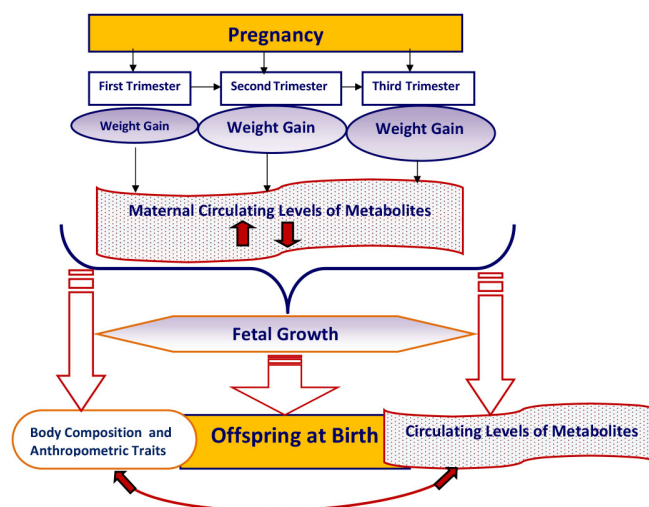 Pregnancy
First Trimester
Second Trimester
Third Trimester
Weight Gain
Weight Gain
Weight Gain
Maternal Circulating Levels of Metabolites
Fetal Growth
Body Composition and
Anthropometric Traits
Offspring at Birth
Circulating Levels of Metabolites